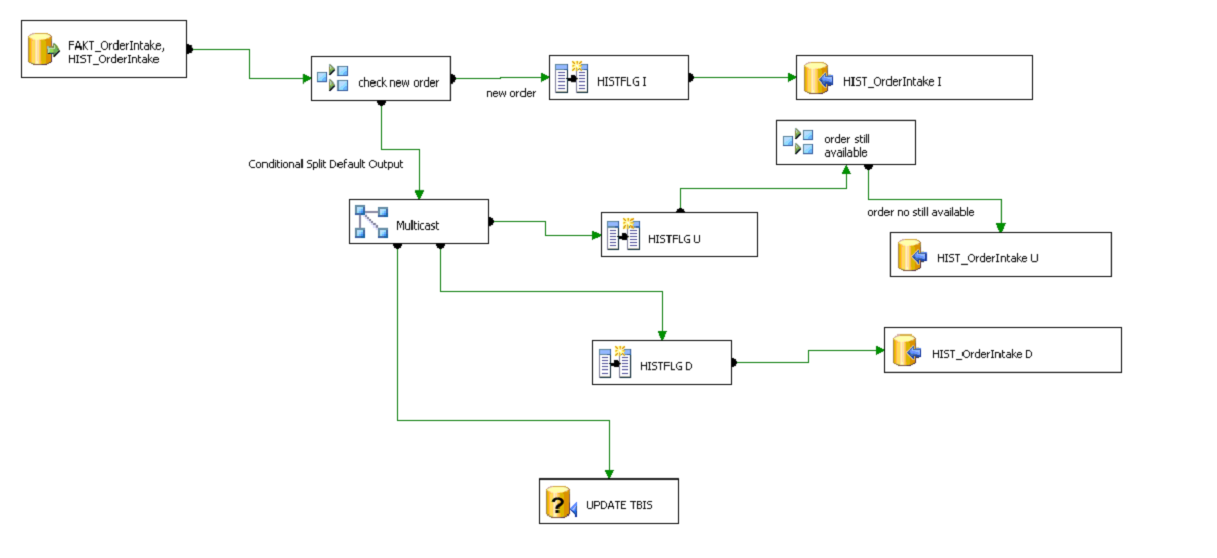 FAKT_OrderIntake,
HIST_OrderIntake
check new order
new order
HISTFLG I
HIST_OrderIntake I
order still
available
Conditional Split Default Output
Multicast
HISTFLG U
order no still available
HIST_OrderIntake U
HISTFLG D
HIST_OrderIntake D
UPDATE TBIS